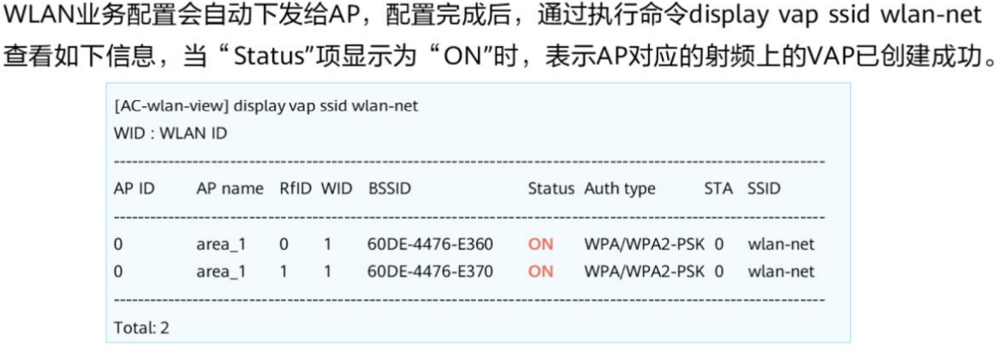 WLAN业务配置会自动下发给AP，配置完成后，通过执行命令display vap ssid wlan-net
查看如下信息，当“Status”项显示为“ON”时，表示AP对应的射频上的VAP已创建成功。
[AC-wlan-view] display vap ssid wlan-net
WID : WLAN ID
--------------------------------------------------------------------------------
AP ID AP name RfID WID BSSID Status Auth type STA SSID
--------------------------------------------------------------------------------
0 area_1 0 1 60DE-4476-E360 ON WPA/WPA2-PSK 0 wlan-net
0 area_1 1 1 60DE-4476-E370 ON WPA/WPA2-PSK 0 wlan-net
--------------------------------------------------------------------------------
Total: 2